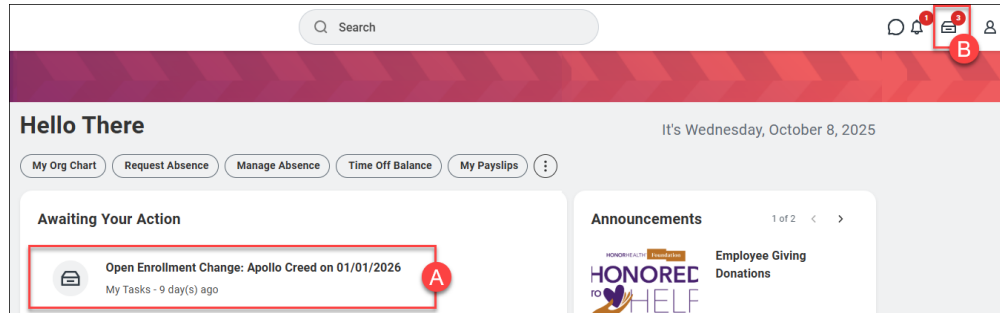 Search
1
3
B
Hello There
It's Wednesday, October 8, 2025
My Org Chart
Request Absence
Manage Absence
Time Off Balance
My Payslips
Awaiting Your Action
Open Enrollment Change: Apollo Creed on 01/01/2026
My Tasks - 9 day(s) ago
A
Announcements
1 of 2
HONORHEALTH Foundation
HONORED
TO
HELP
Employee Giving
Donations